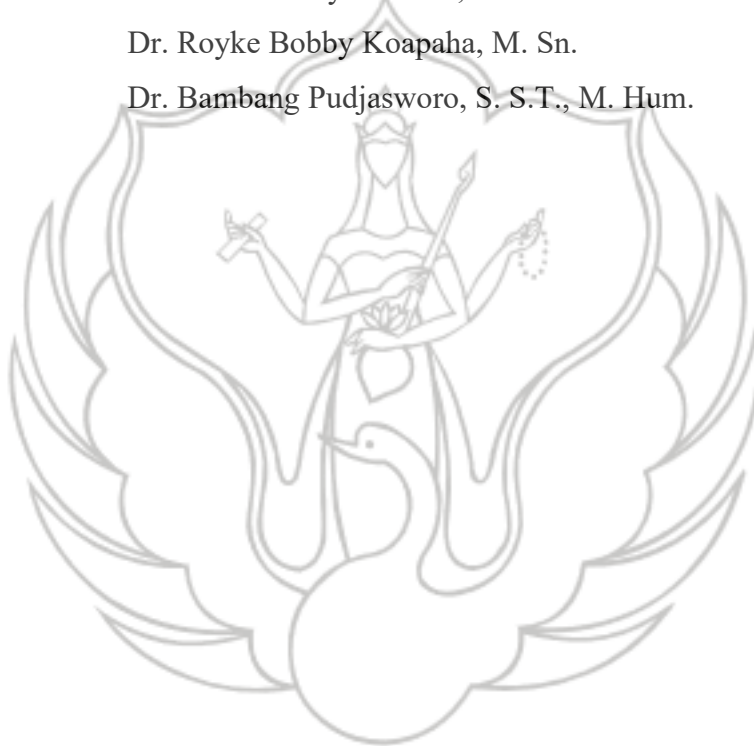 Dr. Royke Bobby Koapaha, M. Sn.
Dr. Bambang Pudjasworo, S. S.T., M. Hum.